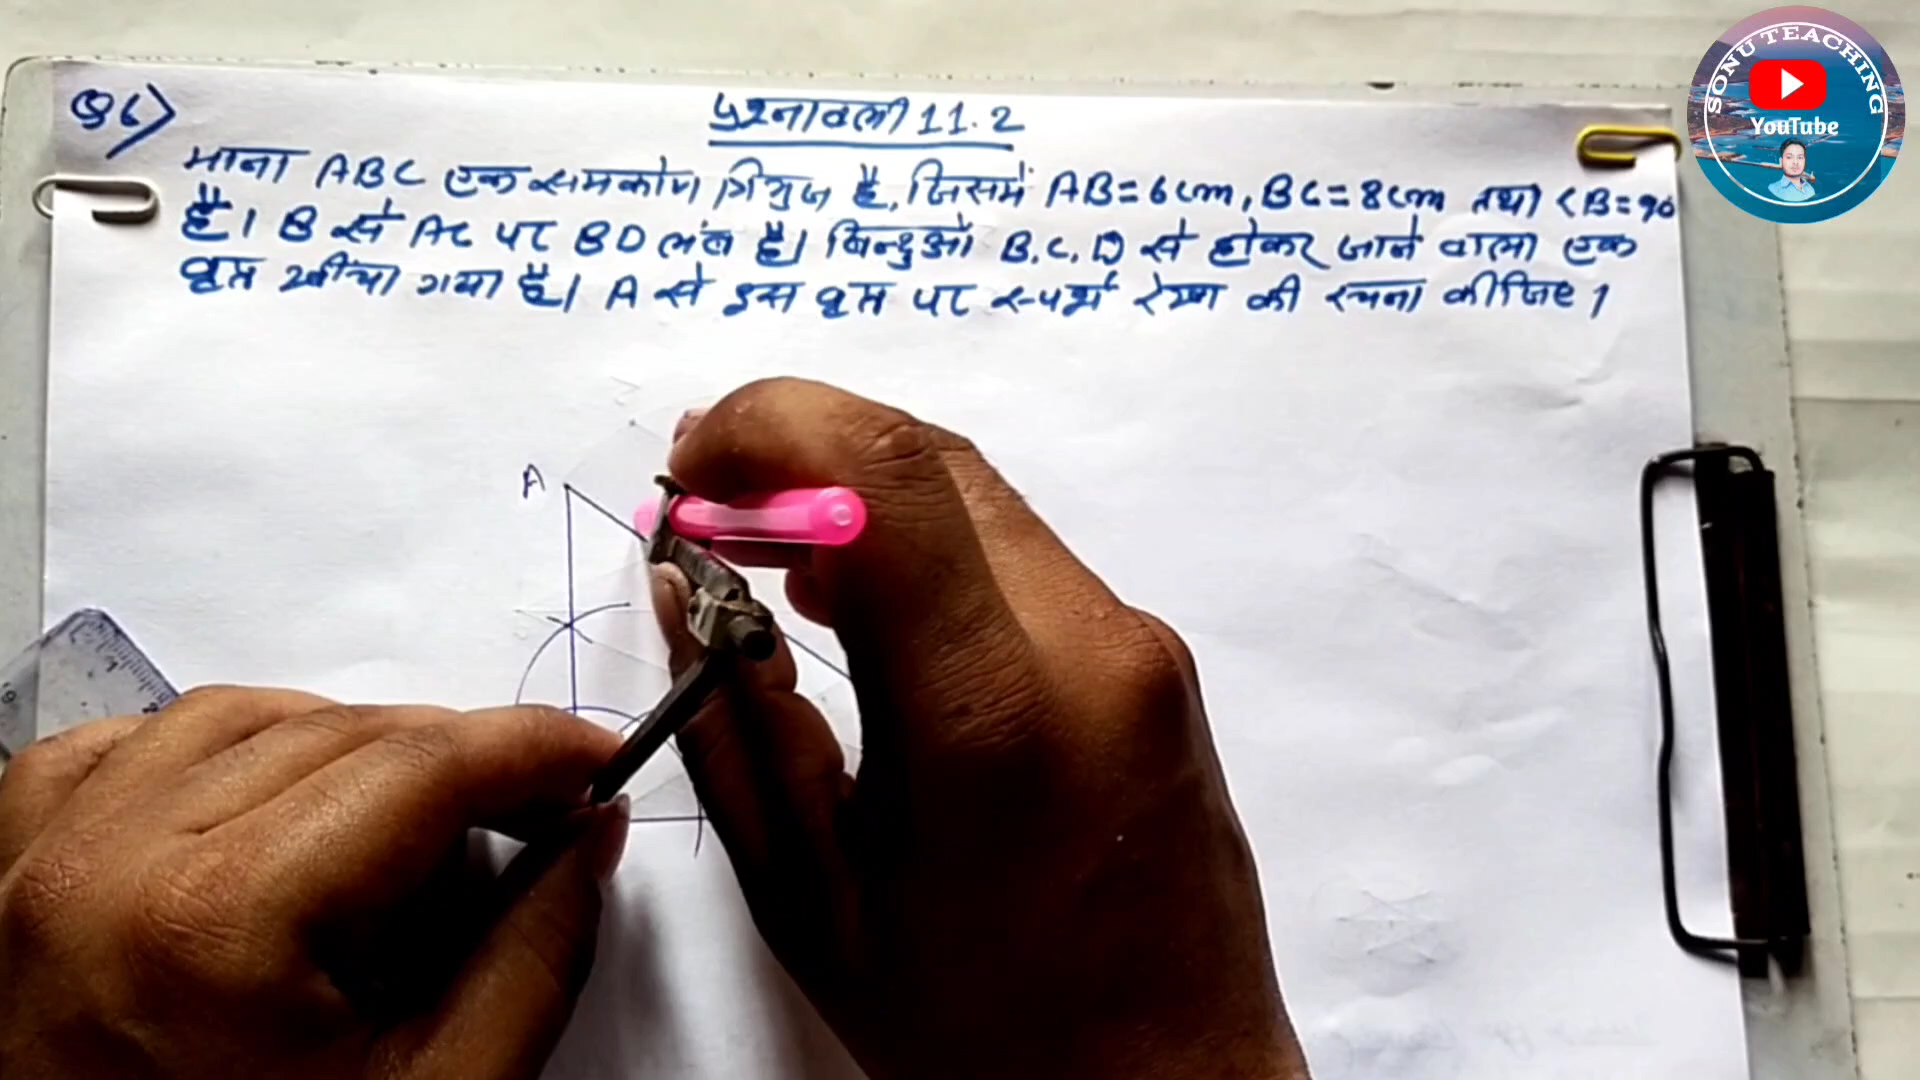 Q 6)
प्रश्नावली 11.2
माना ABC एक समकोण त्रिभुज है, जिसमें AB = 6cm, BC = 8cm तथा <B = 90
है। B से AC पर BD लंब है। बिन्दुओं B, C, D से होकर जाने वाला एक
वृत्त खींचा गया है। A से इस वृत्त पर स्पर्श रेखा की रचना कीजिए।
A
SONU TEACHING
YouTube